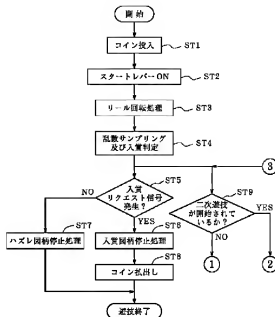 開始
コイン投入
ST1
スタートレバーON
ST2
リール回転処理
ST3
乱数サンプリング
及び入賞判定
ST4
3
ST5
入賞
リクエスト信号
発生?
NO
YES
ST9
二次遊技
が開始されて
いるか?
YES
NO
ST7
ハズレ図柄停止処理
ST6
入賞図柄停止処理
1
2
ST8
コイン払出し
遊技終了